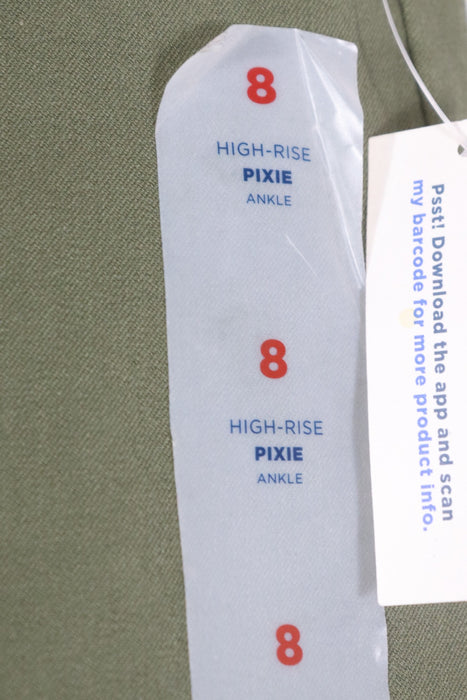 8
HIGH-RISE
PIXIE
ANKLE
8
HIGH-RISE
PIXIE
ANKLE
8
Psst! Download the app and scan
my barcode for more product info.